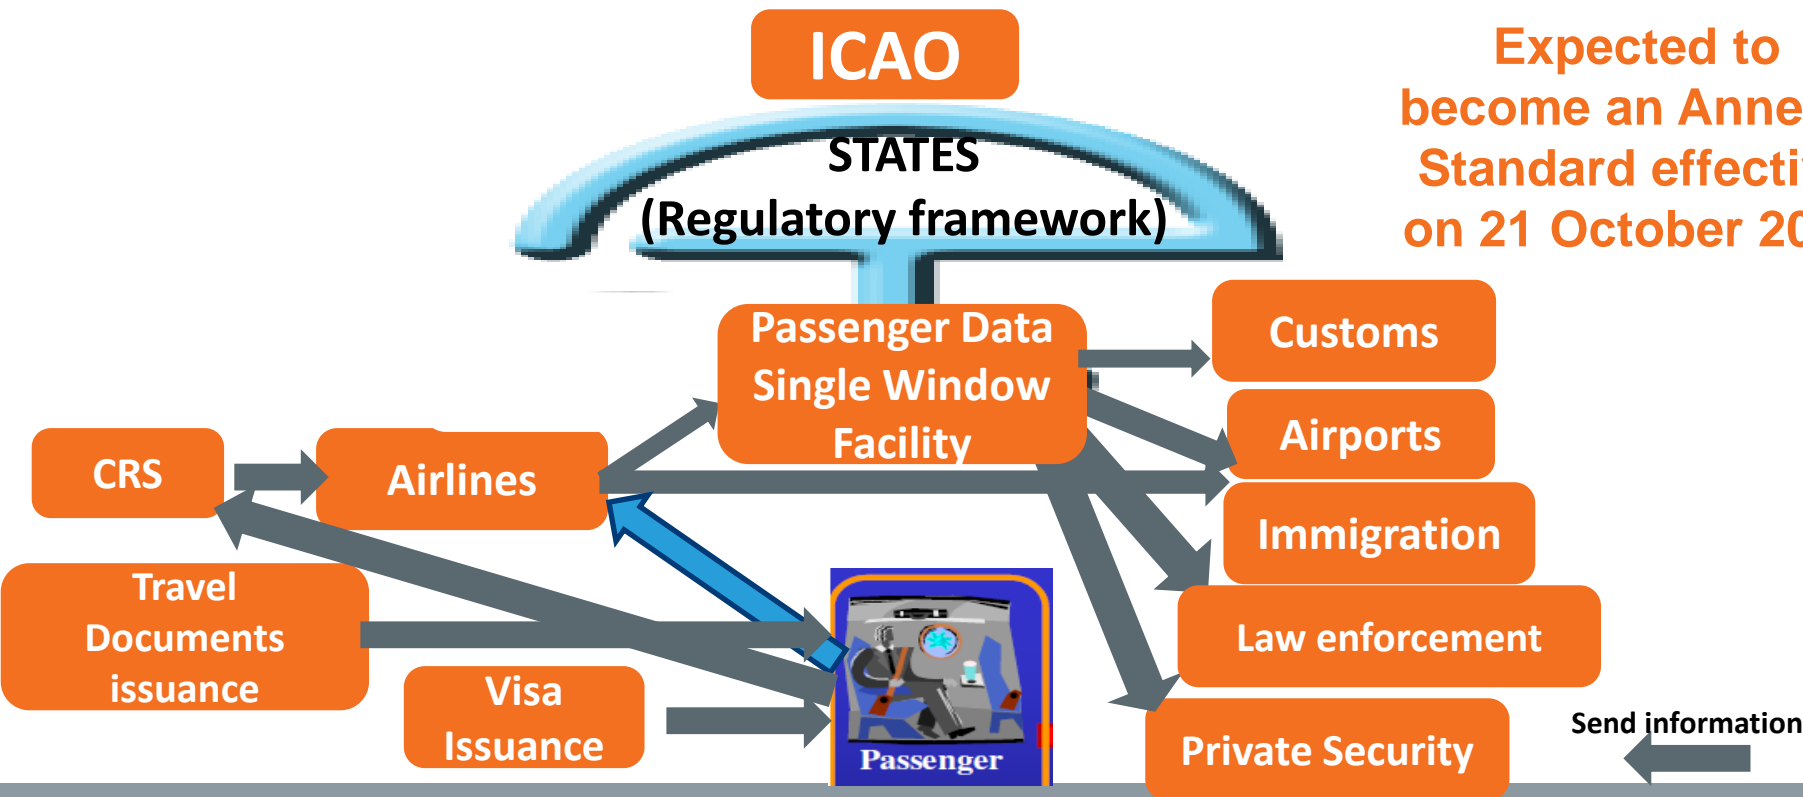 ICAO
Expected to
become an Anne
Standard effecti
on 21 October 20
STATES
(Regulatory framework)
Passenger Data
Single Window
Facility
Customs
Airports
CRS
Airlines
Immigration
Travel
Documents
issuance
Law enforcement
Visa
Issuance
Passenger
Private Security
Send information